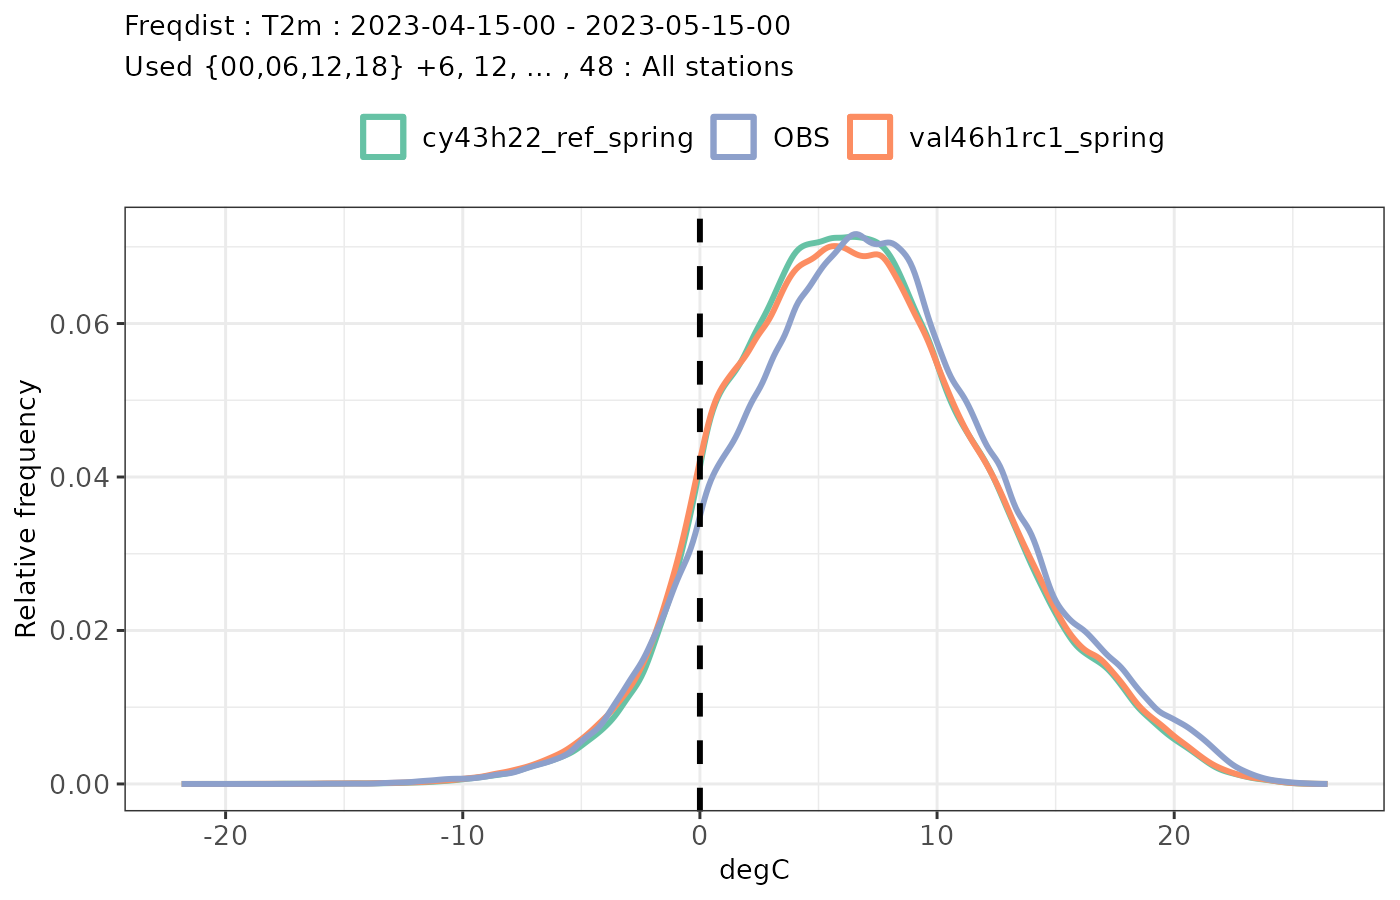 Freqdist : T2m : 2023-04-15-00 - 2023-05-15-00
Used {00,06,12,18} +6, 12, ... , 48 : All stations
cy43h22_ref_spring OBS val46h1rc1_spring
Relative frequency
0.06
0.04
0.02
0.00
-20 -10 0 10 20
degC